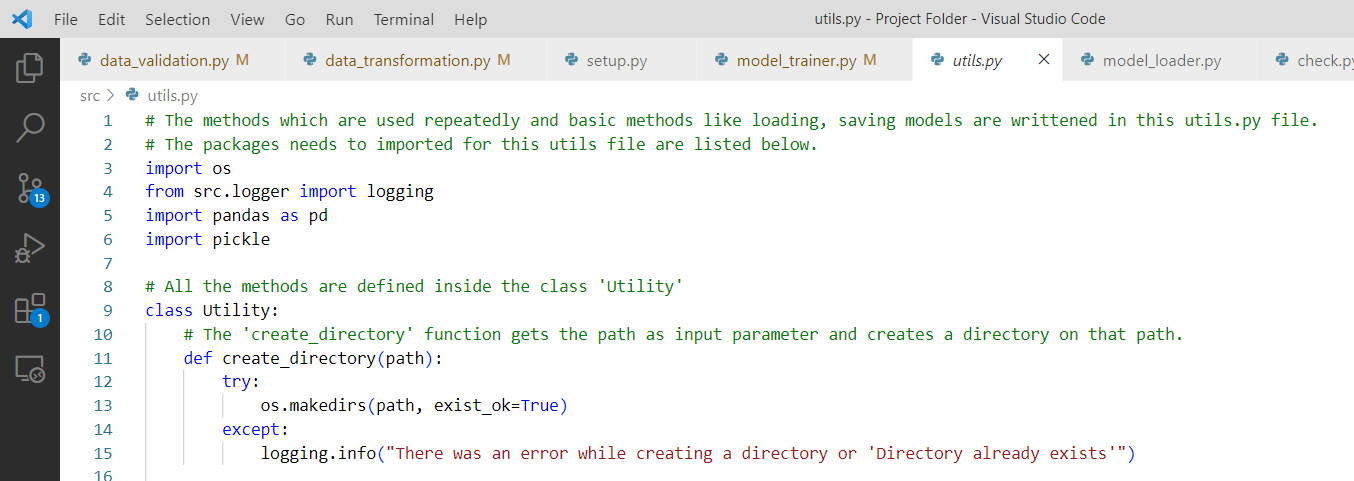 File Edit Selection View Go Run Terminal Help utils.py - Project Folder - Visual Studio Code
data_validation.py M data_transformation.py M setup.py model_trainer.py M utils.py model_loader.py check.py
src > utils.py
1 # The methods which are used repeatedly and basic methods like loading, saving models are writtened in this utils.py file.
2 # The packages needs to imported for this utils file are listed below.
3 import os
4 from src.logger import logging
5 import pandas as pd
6 import pickle
7
8 # All the methods are defined inside the class 'Utility'
9 class Utility:
10 # The 'create_directory' function gets the path as input parameter and creates a directory on that path.
11 def create_directory(path):
12 try:
13 os.makedirs(path, exist_ok=True)
14 except:
15 logging.info("There was an error while creating a directory or 'Directory already exists'")
16
13
1